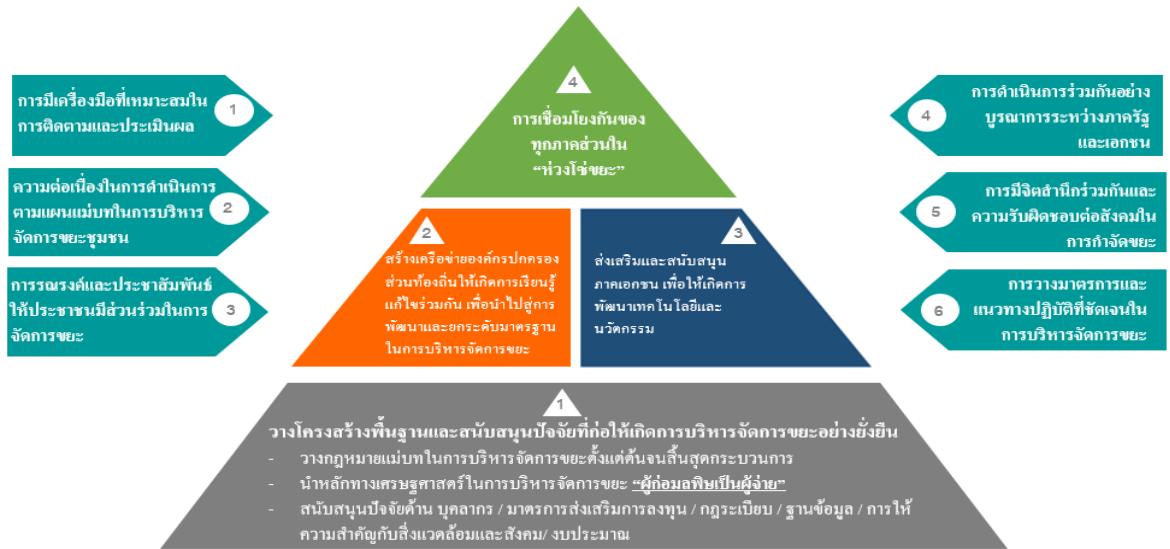 การมีเครื่องมือที่เหมาะสมใน
การติดตามและประเมินผล
1
ความต่อเนื่องในการดำเนินการ
ตามแผนแม่บทในการบริหาร
จัดการขยะชุมชน
2
การรณรงค์และประชาสัมพันธ์
ให้ประชาชนมีส่วนร่วมในการ
จัดการขยะ
3
4
การเชื่อมโยงกันของ
ทุกภาคส่วนใน
“ห่วงโซ่ขยะ”
2
สร้างเครือข่ายองค์กรปกครอง
ส่วนท้องถิ่นให้เกิดการเรียนรู้
แก้ไขร่วมกัน เพื่อนำไปสู่การ
พัฒนาและยกระดับมาตรฐาน
ในการบริหารจัดการขยะ
3
ส่งเสริมและสนับสนุน
ภาคเอกชน เพื่อให้เกิดการ
พัฒนาเทคโนโลยีและ
นวัตกรรม
1
วางโครงสร้างพื้นฐานและสนับสนุนปัจจัยที่ก่อให้เกิดการบริหารจัดการขยะอย่างยั่งยืน
- วางกฎหมายแม่บทในการบริหารจัดการขยะตั้งแต่ต้นจนสิ้นสุดกระบวนการ
- นำหลักทางเศรษฐศาสตร์ในการบริหารจัดการขยะ “ผู้ก่อมลพิษเป็นผู้จ่าย”
- สนับสนุนปัจจัยด้าน บุคลากร / มาตรการส่งเสริมการลงทุน / กฎระเบียบ / ฐานข้อมูล / การให้
ความสำคัญกับสิ่งแวดล้อมและสังคม/ งบประมาณ
4
การดำเนินการร่วมกันอย่าง
บูรณาการระหว่างภาครัฐ
และเอกชน
5
การมีจิตสำนึกร่วมกันและ
ความรับผิดชอบต่อสังคมใน
การกำจัดขยะ
6
การวางมาตรการและ
แนวทางปฏิบัติที่ชัดเจนใน
การบริหารจัดการขยะ